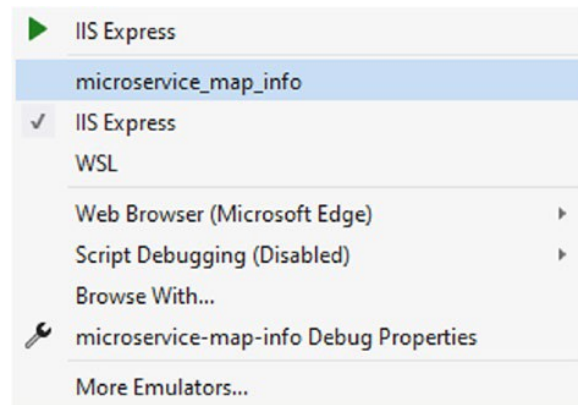 IIS Express
microservice_map_info
IIS Express
WSL
Web Browser (Microsoft Edge)
Script Debugging (Disabled)
Browse With...
microservice-map-info Debug Properties
More Emulators...